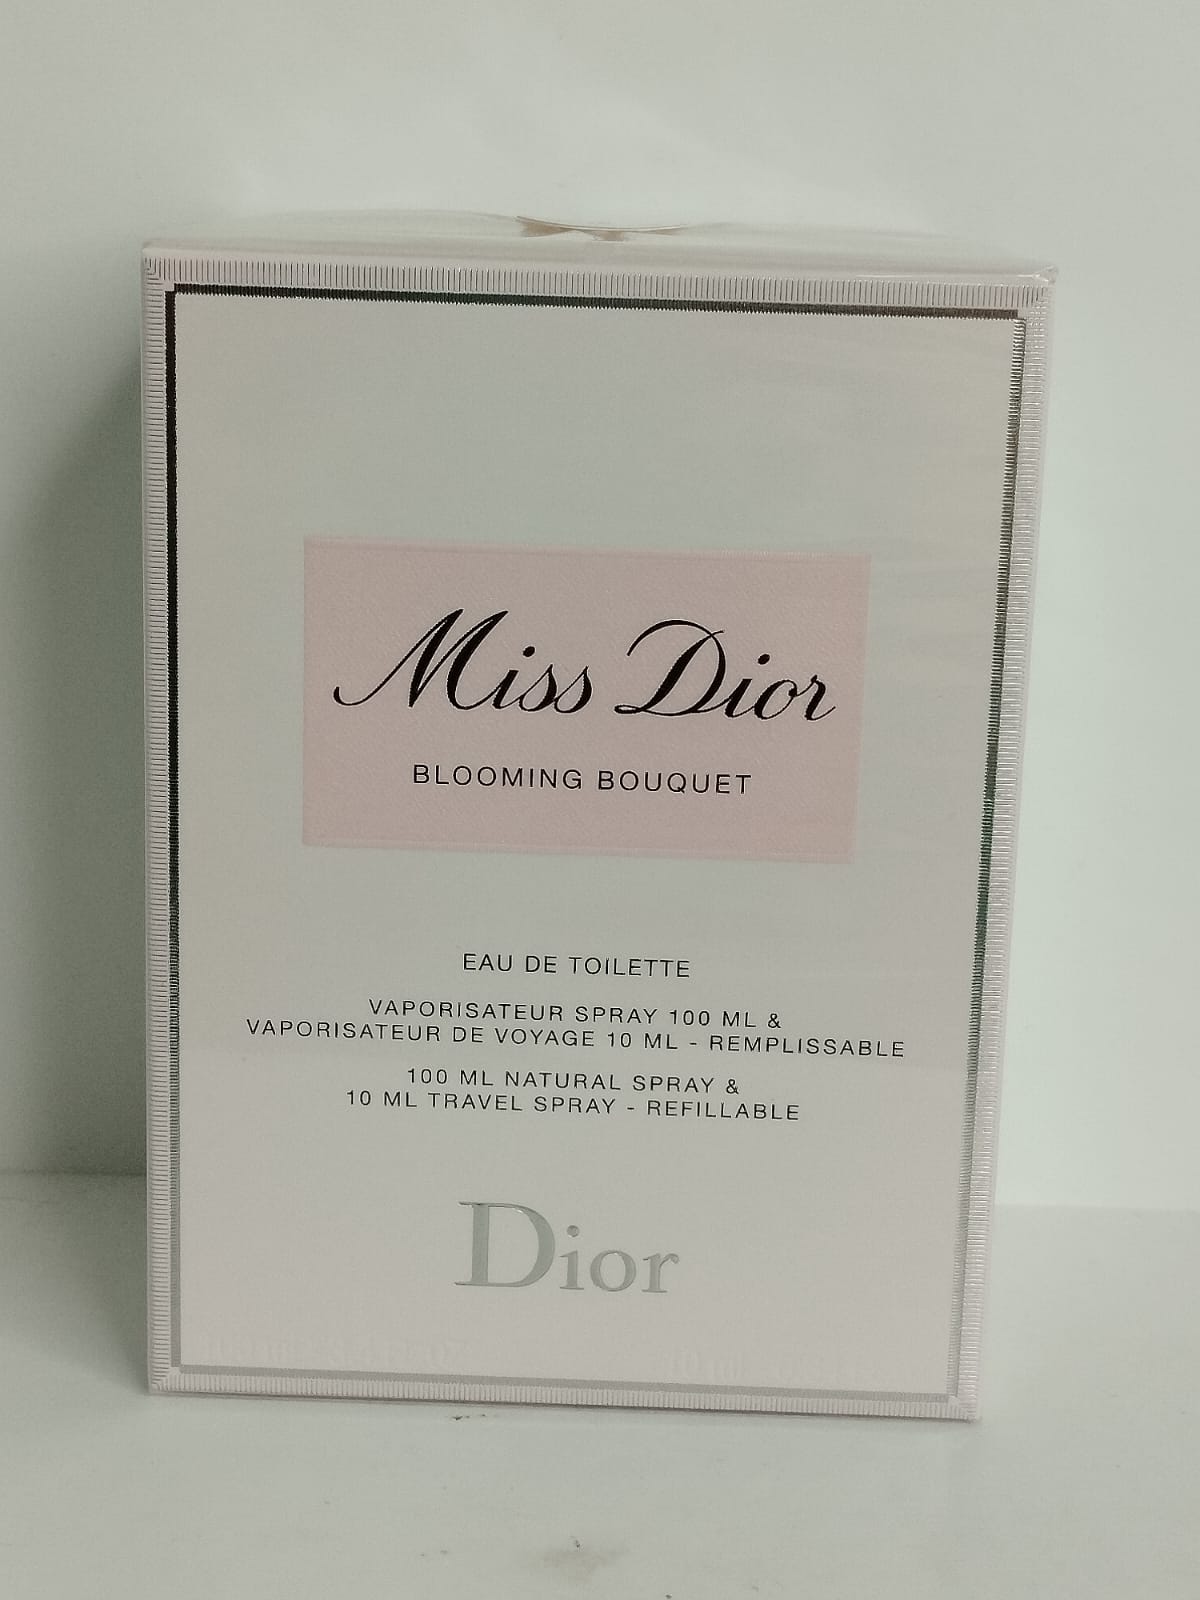 Miss Dior
BLOOMING BOUQUET
EAU DE TOILETTE
VAPORISATEUR SPRAY 100 ML &
VAPORISATEUR DE VOYAGE 10 ML - REMPLISSABLE
100 ML NATURAL SPRAY &
10 ML TRAVEL SPRAY - REFILLABLE
Dior